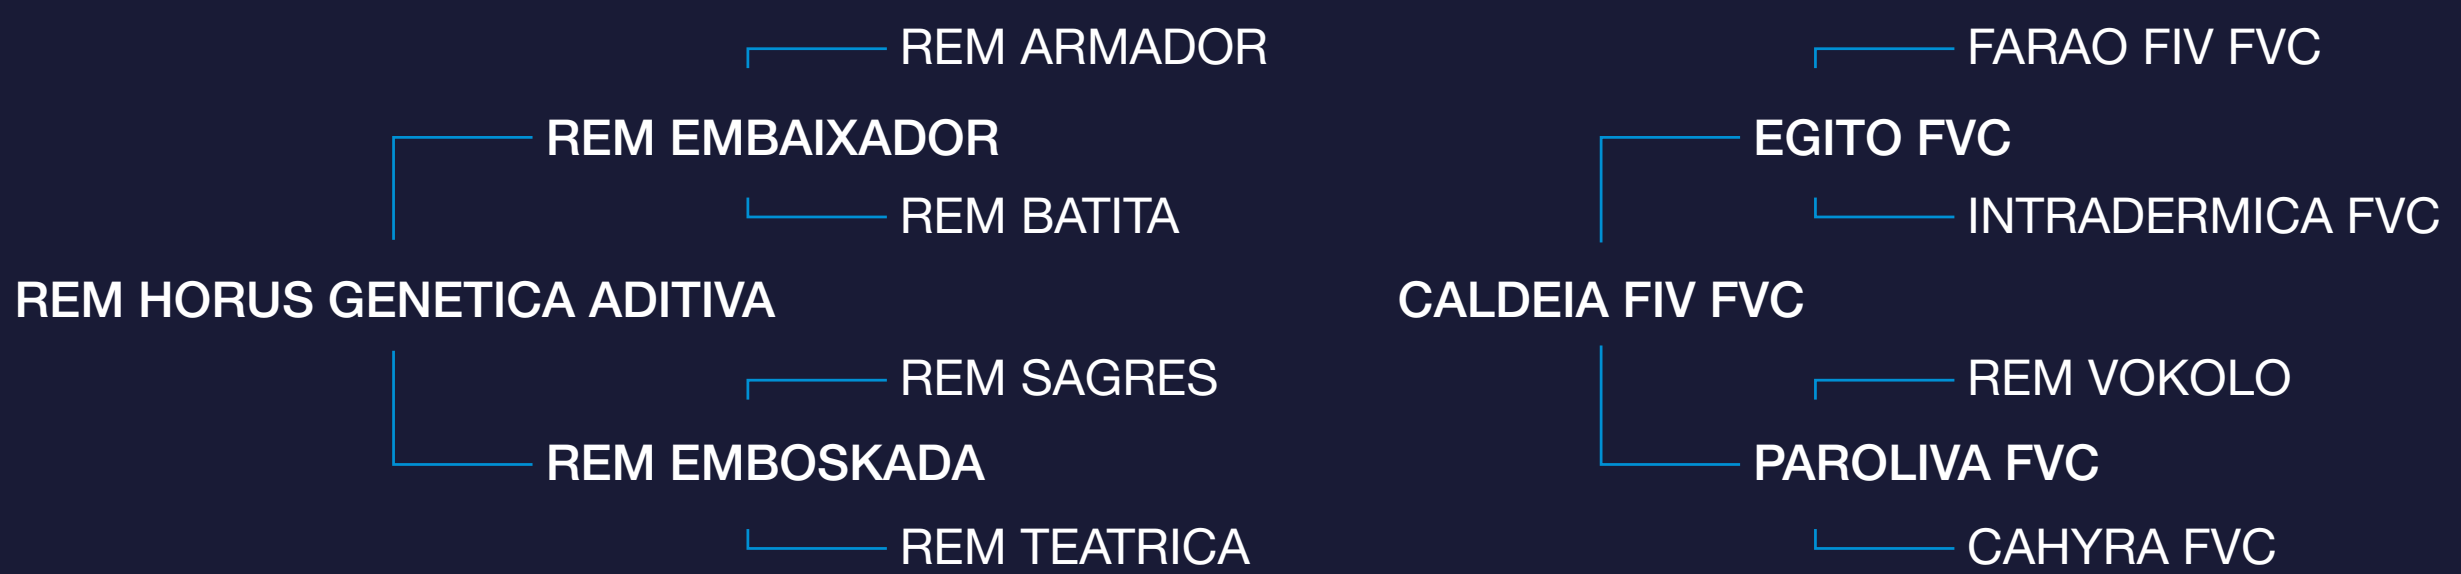 REM ARMADOR
REM EMBAIXADOR
REM BATITA
REM HORUS GENETICA ADITIVA
REM SAGRES
REM EMBOSKADA
REM TEATRICA
FARAO FIV FVC
EGITO FVC
INTRADERMICA FVC
CALDEIA FIV FVC
REM VOKOLO
PAROLIVA FVC
CAHYRA FVC